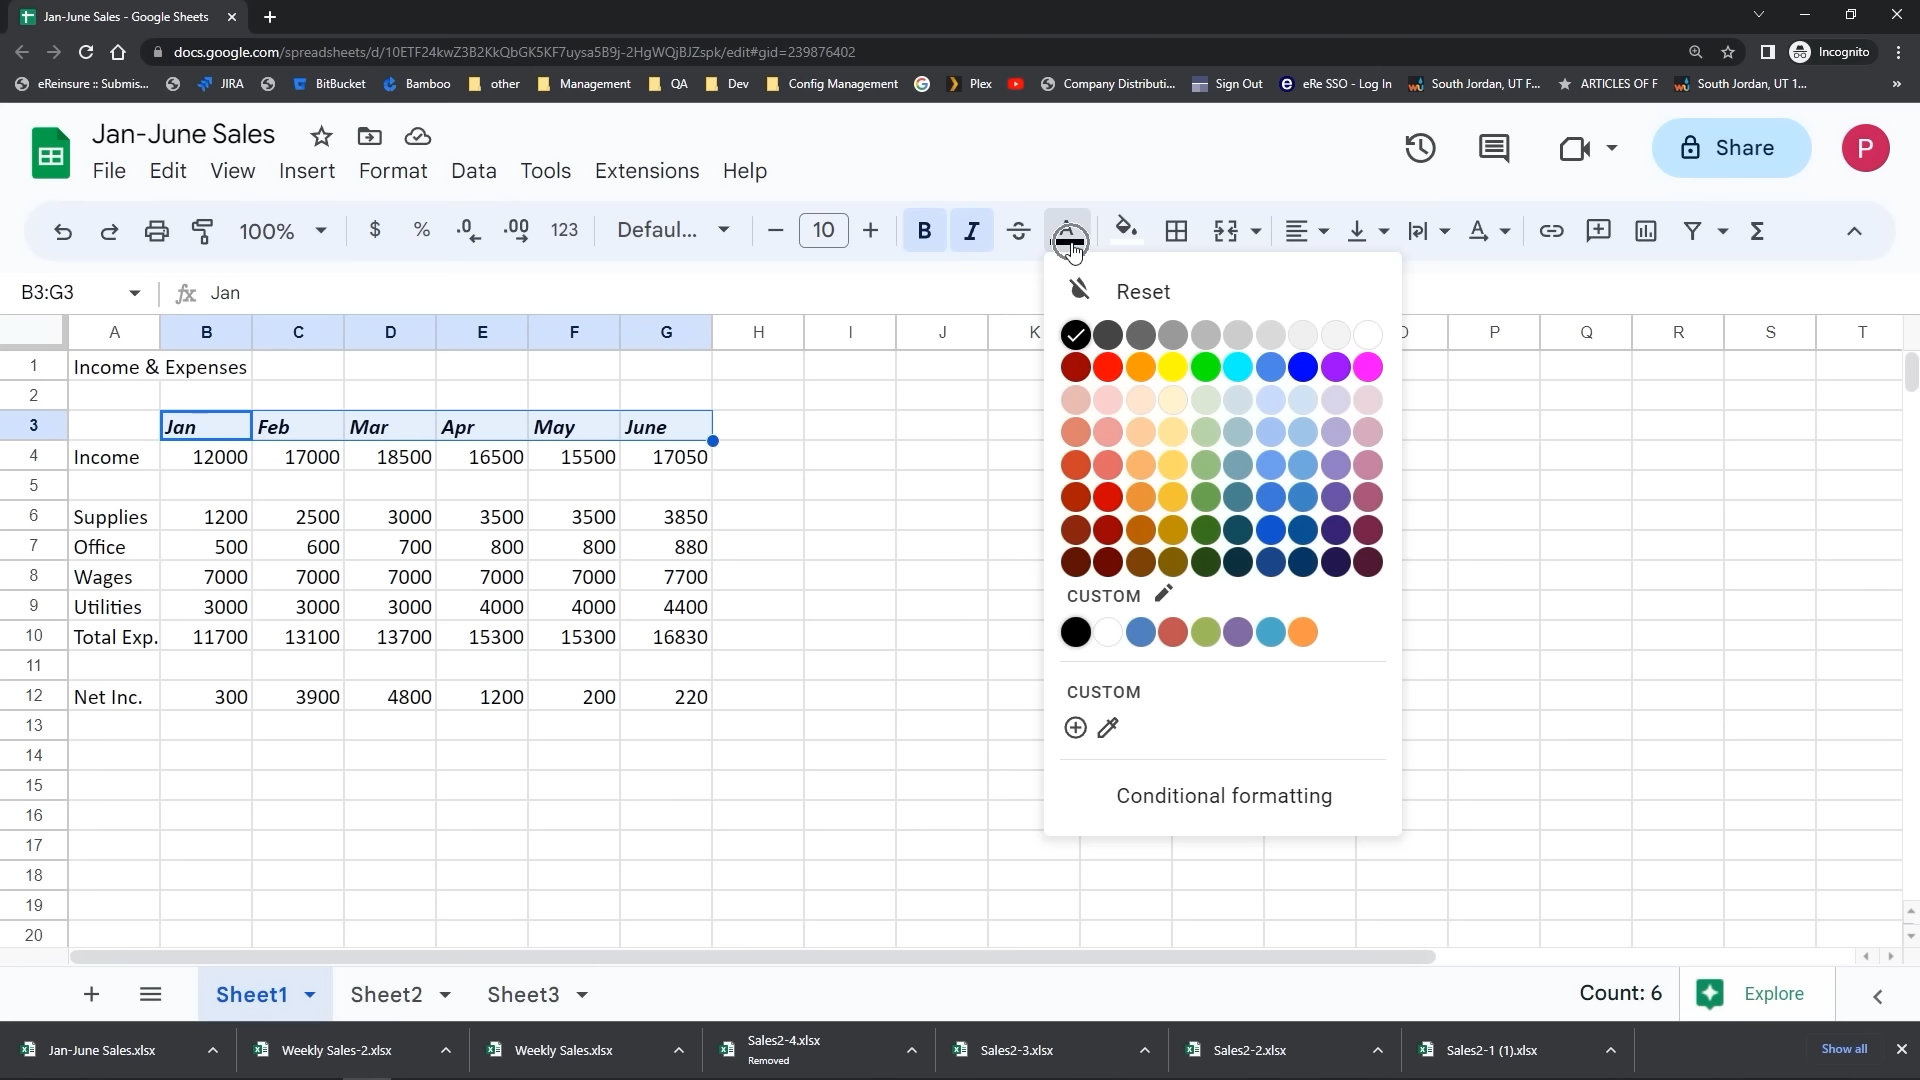 Jan-June Sales - Google Sheets
docs.google.com/spreadsheets/d/10ETF24kwZ3B2KkQbGK5KF7uysa5B9j-2HgWQjBJZspk/edit#gid=239876402
Incognito
eReinsure :: Submis... JIRA BitBucket Bamboo other Management QA Dev Config Management Plex Company Distributi... Sign Out eRe SSO - Log In South Jordan, UT F... ARTICLES OF F South Jordan, UT 1... »
Jan-June Sales
File Edit View Insert Format Data Tools Extensions Help
Share
P
100% $ % .0 .00 123 Defaul... 10 B I
B3:G3 fx Jan
Reset
A B C D E F G H I J K P Q R S T
1 Income & Expenses
2
3 Jan Feb Mar Apr May June
4 Income 12000 17000 18500 16500 15500 17050
5
6 Supplies 1200 2500 3000 3500 3500 3850
7 Office 500 600 700 800 800 880
8 Wages 7000 7000 7000 7000 7000 7700
9 Utilities 3000 3000 3000 4000 4000 4400
CUSTOM
10 Total Exp. 11700 13100 13700 15300 15300 16830
11
12 Net Inc. 300 3900 4800 1200 200 220
CUSTOM
13
14
15
Conditional formatting
16
17
18
19
20
Sheet1 Sheet2 Sheet3 Count: 6 Explore
Jan-June Sales.xlsx Weekly Sales-2.xlsx Weekly Sales.xlsx Sales2-4.xlsx Sales2-3.xlsx Sales2-2.xlsx Sales2-1 (1).xlsx Show all
Removed